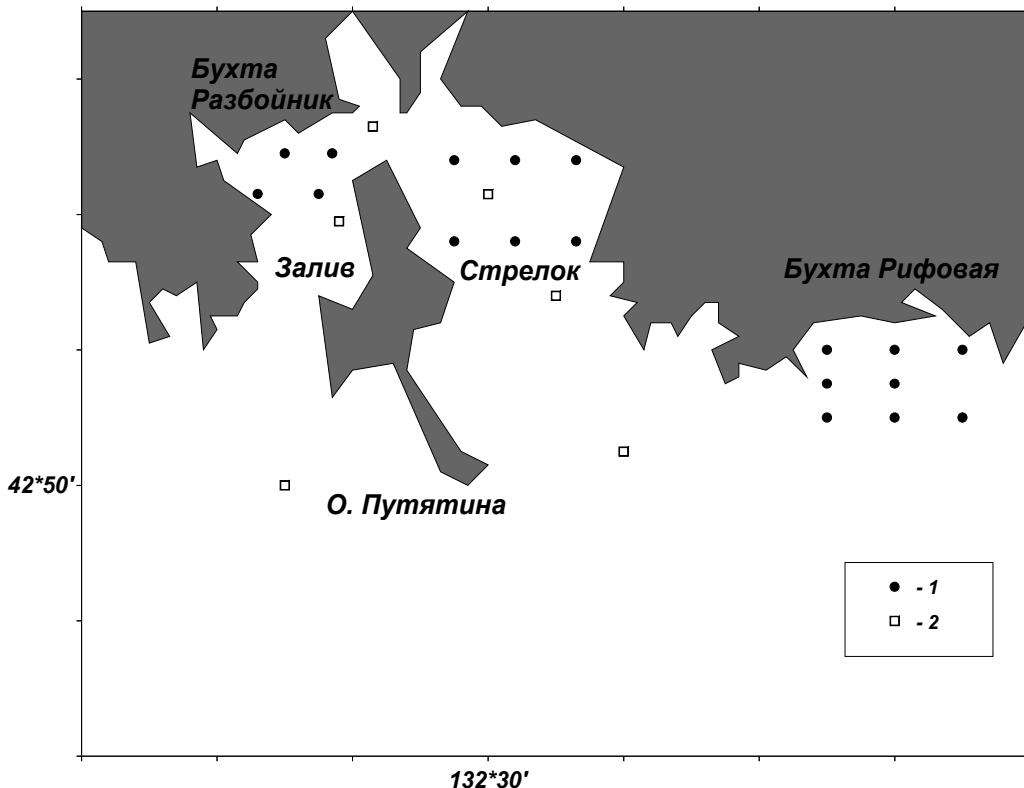 Бухта
Разбойник
Залив
Стрелок
Бухта Рифовая
42*50'
О. Путятина
- 1
- 2
132*30'